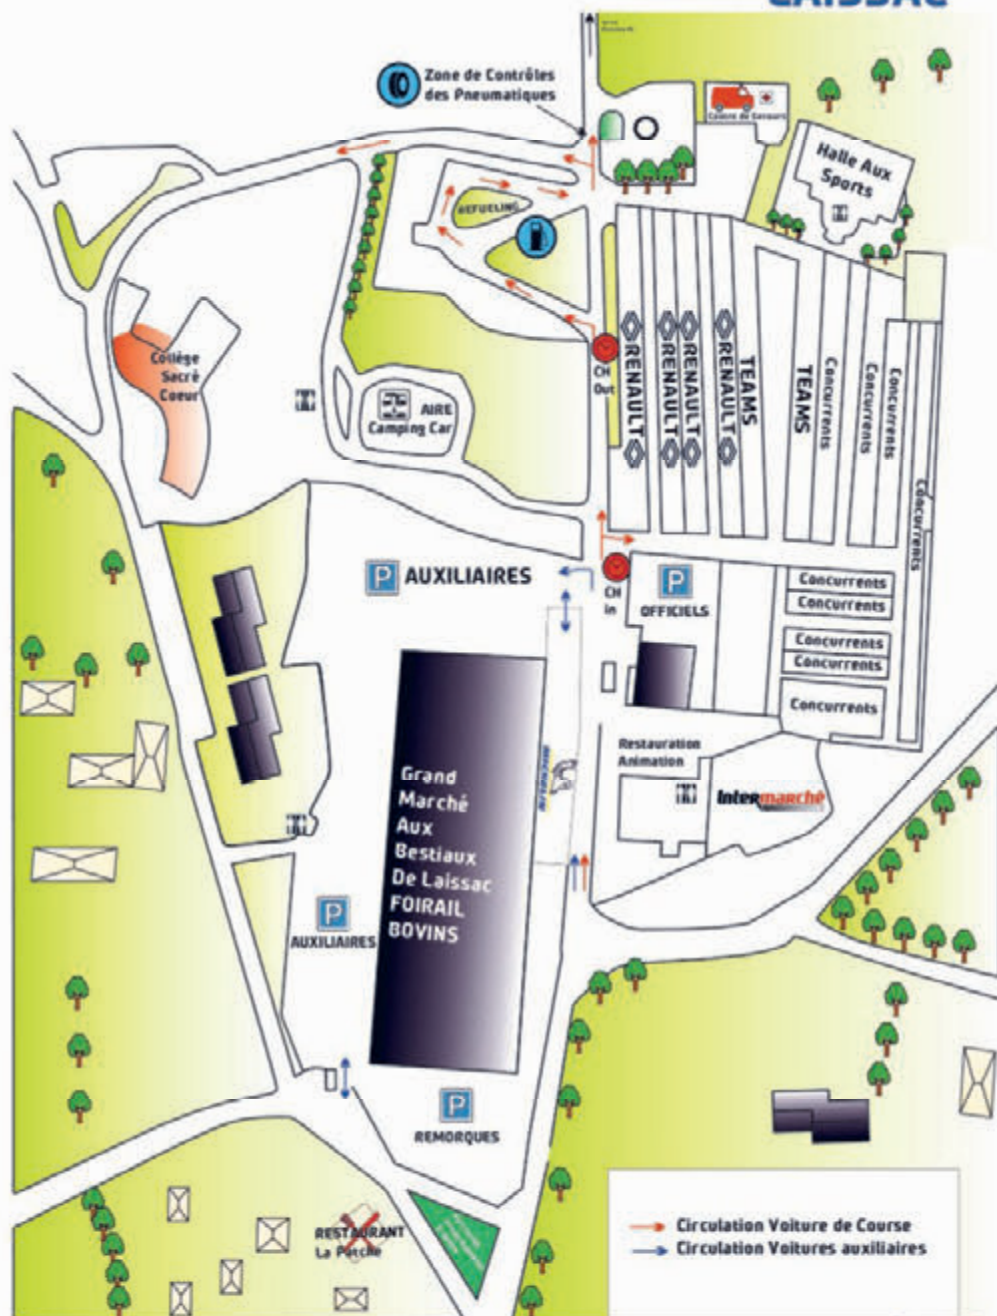 LAISSAC
Zone de Contrôles
des Pneumatiques
Centre de Secours
Halle Aux
Sports
REFUELING
Collège
Sacré
Coeur
AIRE
Camping Car
CH
Out
RENAULT
RENAULT
RENAULT
RENAULT
TEAMS
TEAMS
Concurrents
Concurrents
Concurrents
Concurrents
P AUXILIAIRES
CH
in
P
OFFICIELS
Concurrents
Concurrents
Concurrents
Concurrents
Concurrents
Restauration
Animation
Intermarché
Grand
Marché
Aux
Bestiaux
De Laissac
FOIRAIL
BOVINS
P
AUXILIAIRES
P
REMORQUES
RESTAURANT
La Patche
Circulation Voiture de Course
Circulation Voitures auxiliaires